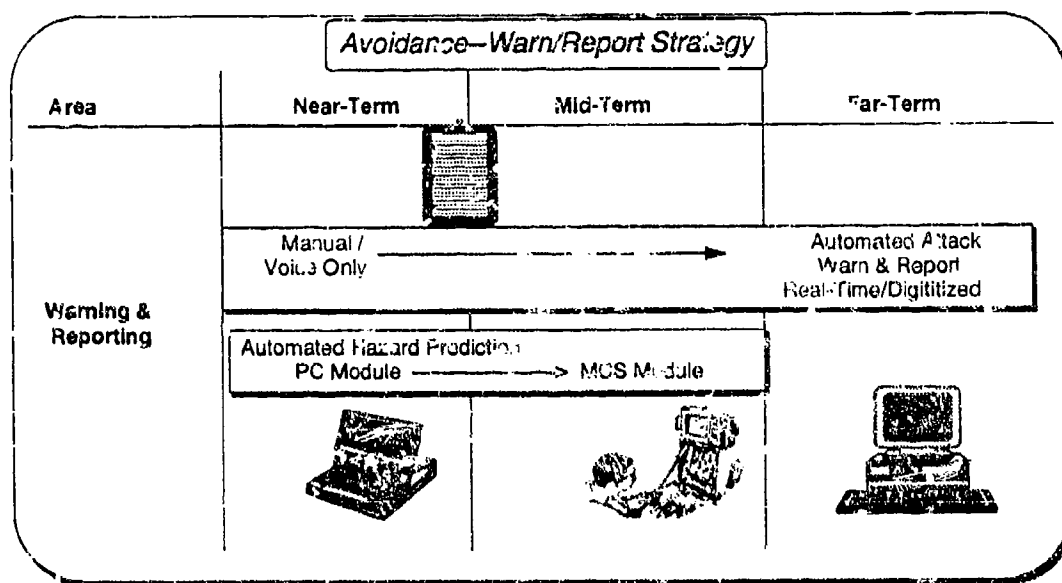 Avoidance–Warn/Report Strategy
Area Near-Term Mid-Term Far-Term
Manual /
Voice Only
Automated Attack
Warn & Report
Real-Time/Digititized
Warning &
Reporting
Automated Hazard Prediction
PC Module MCS Module